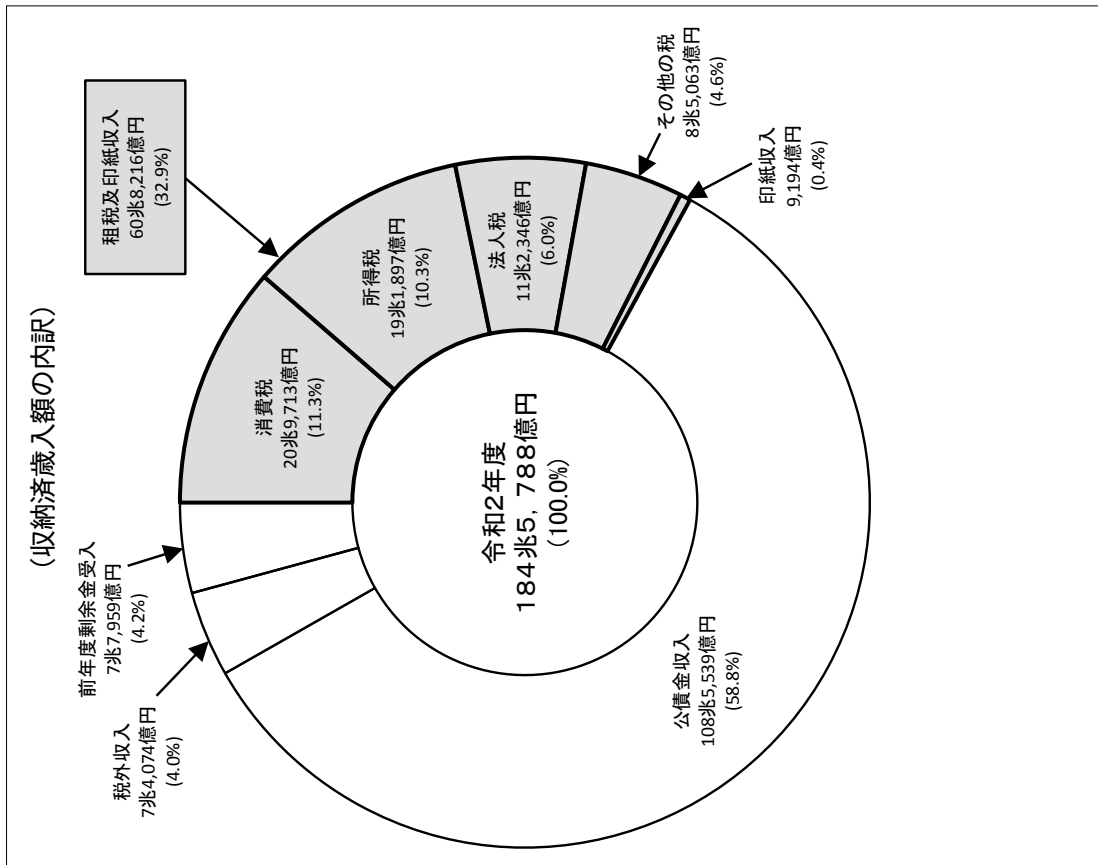 （収納済歳入額の内訳）
租税及印紙収入
60兆8,216億円
(32.9%)
消費税
20兆9,713億円
(11.3%)
所得税
19兆1,897億円
(10.3%)
法人税
11兆2,346億円
(6.0%)
その他の税
8兆5,063億円
(4.6%)
印紙収入
9,194億円
(0.4%)
公債金収入
108兆5,539億円
(58.8%)
税外収入
7兆4,074億円
(4.0%)
前年度剰余金受入
7兆7,959億円
(4.2%)
令和2年度
184兆5,788億円
(100.0%)